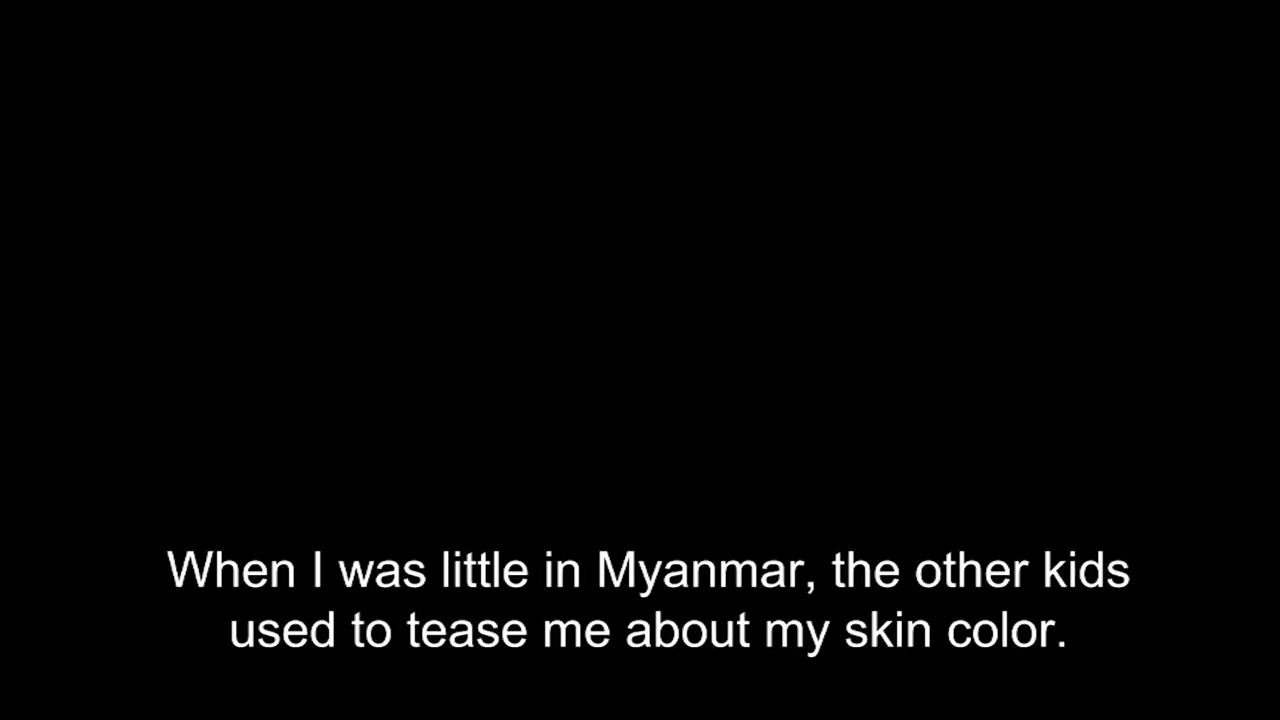 When I was little in Myanmar, the other kids
used to tease me about my skin color.